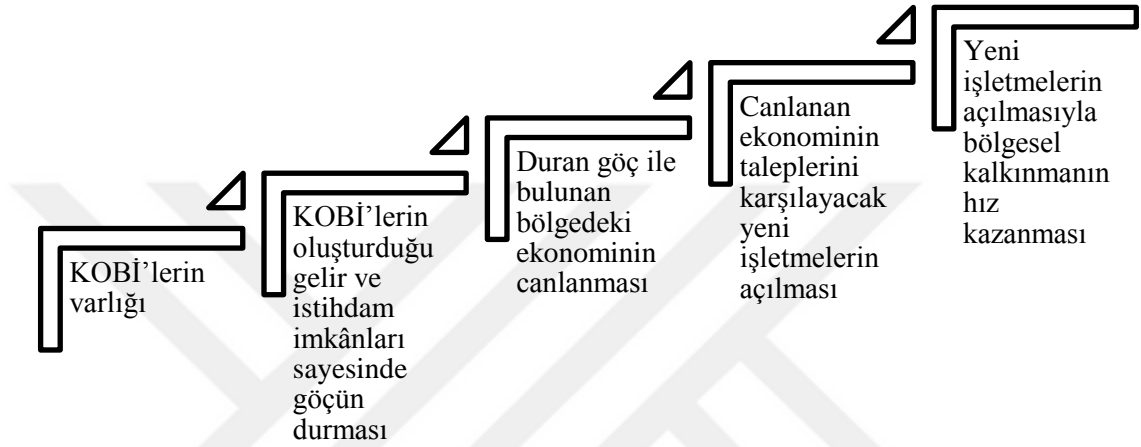 KOBİ’lerin
varlığı
KOBİ’lerin
oluşturduğu
gelir ve
istihdam
imkânları
sayesinde
göçün
durması
Duran göç ile
bulunan
bölgedeki
ekonominin
canlanması
Canlanan
ekonominin
taleplerini
karşılayacak
yeni
işletmelerin
açılması
Yeni
işletmelerin
açılmasıyla
bölgesel
kalkınmanın
hız
kazanması